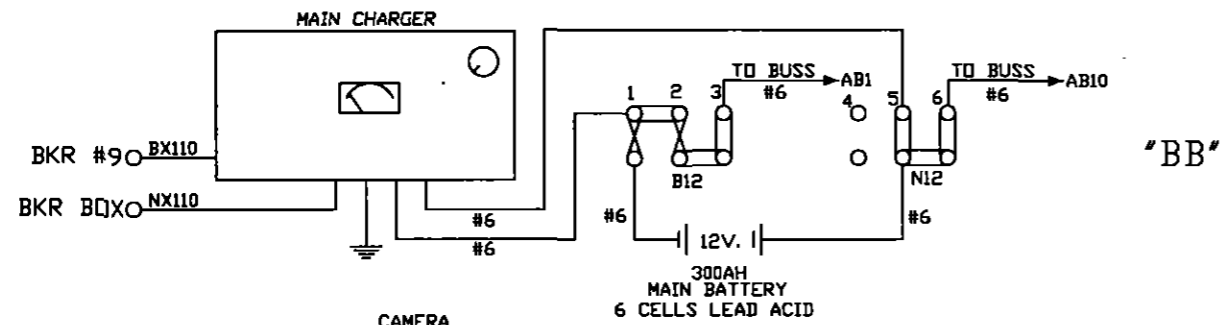 MAIN CHARGER
TO BUSS AB1
#6
TO BUSS AB10
#6
1 2 3 4 5 6
BKR #9 BX110
"BB"
B12 N12
BKR BOX NX110
#6
#6
#6
#6
12V.
300AH
MAIN BATTERY
6 CELLS LEAD ACID
CAMERA